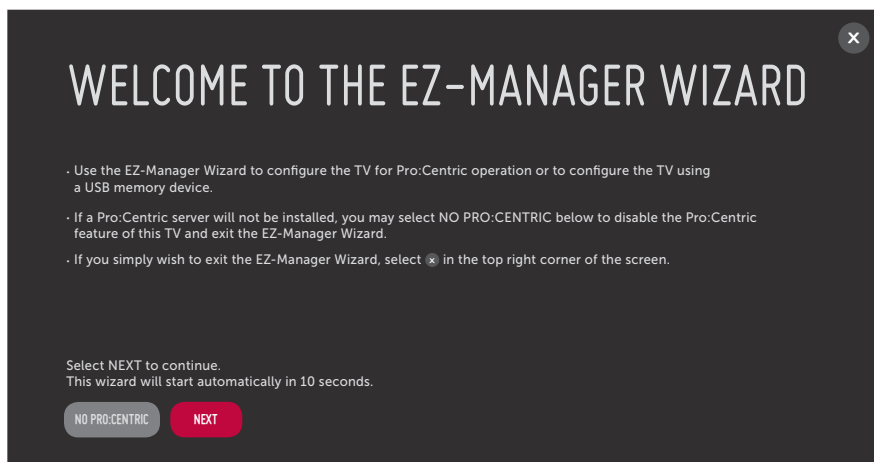 WELCOME TO THE EZ-MANAGER WIZARD
· Use the EZ-Manager Wizard to configure the TV for Pro:Centric operation or to configure the TV using
a USB memory device.
· If a Pro:Centric server will not be installed, you may select NO PRO:CENTRIC below to disable the Pro:Centric
feature of this TV and exit the EZ-Manager Wizard.
· If you simply wish to exit the EZ-Manager Wizard, select x in the top right corner of the screen.
Select NEXT to continue.
This wizard will start automatically in 10 seconds.
NO PRO:CENTRIC NEXT